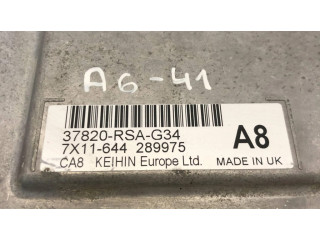 A6-41
37820-RSA-G34
7X11-644 289975
A8
CA8 KEIHIN Europe Ltd.
MADE IN UK